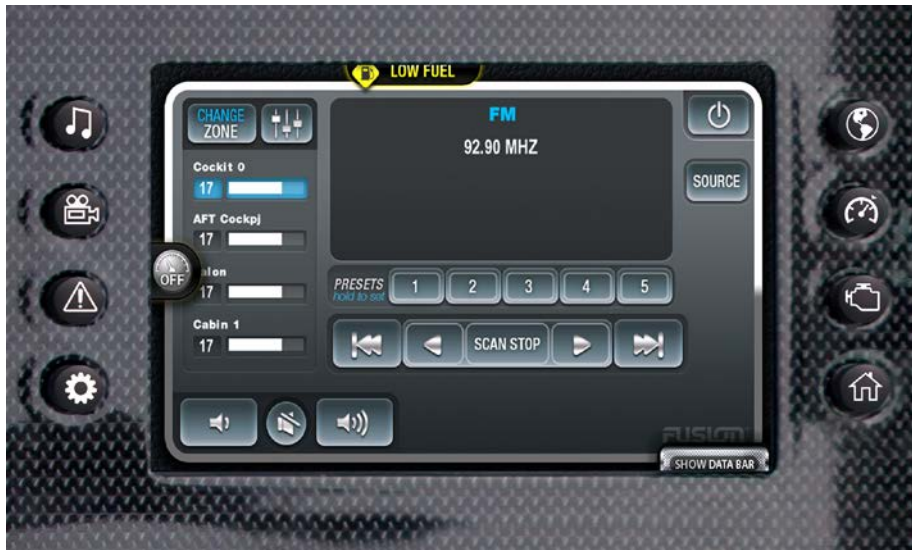 LOW FUEL
CHANGE
ZONE
FM
92.90 MHZ
SOURCE
Cockit 0
17
AFT Cockpj
17
OFF
17
Cabin 1
17
PRESETS
hold to set
1 2 3 4 5
SCAN STOP
FUSION
SHOW DATA BAR